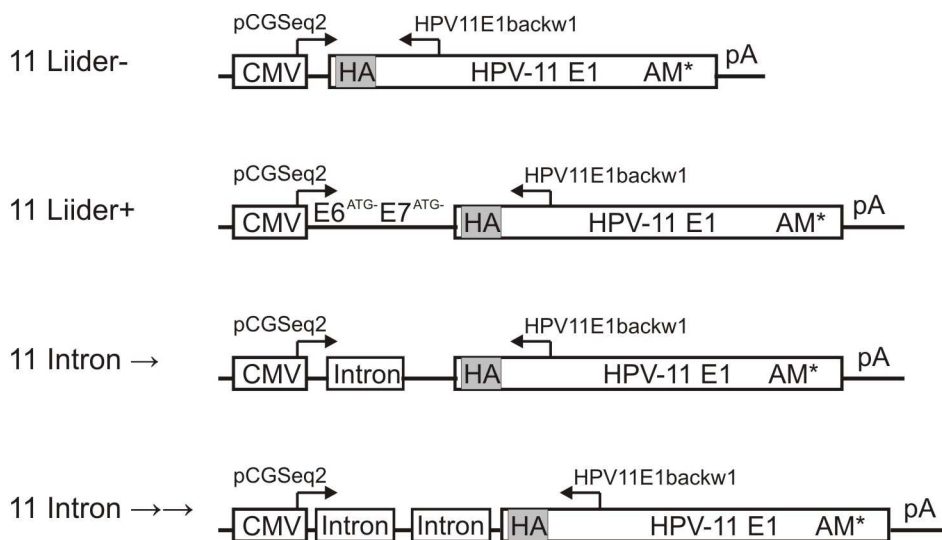 pCGSeq2 HPV11E1backw1
11 Liider- CMV HA HPV-11 E1 AM* pA
pCGSeq2 HPV11E1backw1
11 Liider+ CMV E6ATG- E7ATG- HA HPV-11 E1 AM* pA
pCGSeq2 HPV11E1backw1
11 Intron → CMV Intron HA HPV-11 E1 AM* pA
pCGSeq2 HPV11E1backw1
11 Intron →→ CMV Intron Intron HA HPV-11 E1 AM* pA